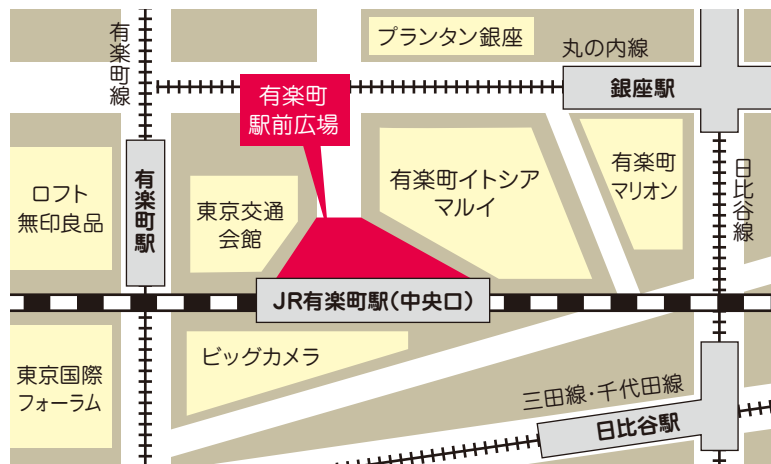 プランタン銀座
有楽町線
丸の内線
銀座駅
有楽町
駅前広場
ロフト
無印良品
有楽町駅
東京交通
会館
有楽町イトシア
マルイ
有楽町
マリオン
日比谷線
JR有楽町駅(中央口)
東京国際
フォーラム
ビッグカメラ
三田線・千代田線
日比谷駅